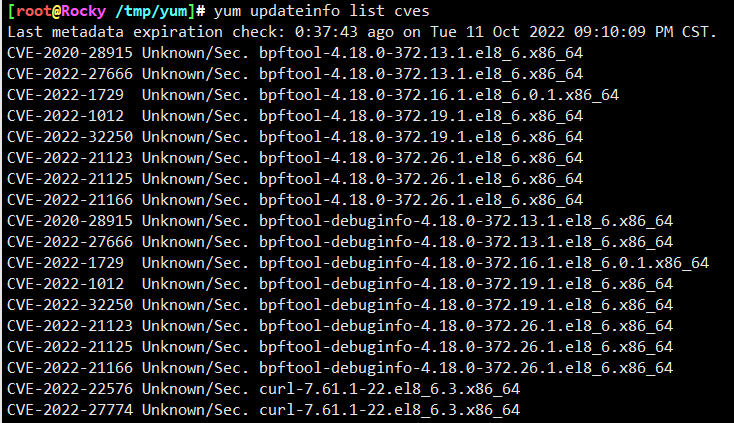 [root@Rocky /tmp/yum]# yum updateinfo list cves
Last metadata expiration check: 0:37:43 ago on Tue 11 Oct 2022 09:10:09 PM CST.
CVE-2020-28915 Unknown/Sec. bpftool-4.18.0-372.13.1.el8_6.x86_64
CVE-2022-27666 Unknown/Sec. bpftool-4.18.0-372.13.1.el8_6.x86_64
CVE-2022-1729  Unknown/Sec. bpftool-4.18.0-372.16.1.el8_6.0.1.x86_64
CVE-2022-1012  Unknown/Sec. bpftool-4.18.0-372.19.1.el8_6.x86_64
CVE-2022-32250 Unknown/Sec. bpftool-4.18.0-372.19.1.el8_6.x86_64
CVE-2022-21123 Unknown/Sec. bpftool-4.18.0-372.26.1.el8_6.x86_64
CVE-2022-21125 Unknown/Sec. bpftool-4.18.0-372.26.1.el8_6.x86_64
CVE-2022-21166 Unknown/Sec. bpftool-4.18.0-372.26.1.el8_6.x86_64
CVE-2020-28915 Unknown/Sec. bpftool-debuginfo-4.18.0-372.13.1.el8_6.x86_64
CVE-2022-27666 Unknown/Sec. bpftool-debuginfo-4.18.0-372.13.1.el8_6.x86_64
CVE-2022-1729  Unknown/Sec. bpftool-debuginfo-4.18.0-372.16.1.el8_6.0.1.x86_64
CVE-2022-1012  Unknown/Sec. bpftool-debuginfo-4.18.0-372.19.1.el8_6.x86_64
CVE-2022-32250 Unknown/Sec. bpftool-debuginfo-4.18.0-372.19.1.el8_6.x86_64
CVE-2022-21123 Unknown/Sec. bpftool-debuginfo-4.18.0-372.26.1.el8_6.x86_64
CVE-2022-21125 Unknown/Sec. bpftool-debuginfo-4.18.0-372.26.1.el8_6.x86_64
CVE-2022-21166 Unknown/Sec. bpftool-debuginfo-4.18.0-372.26.1.el8_6.x86_64
CVE-2022-22576 Unknown/Sec. curl-7.61.1-22.el8_6.3.x86_64
CVE-2022-27774 Unknown/Sec. curl-7.61.1-22.el8_6.3.x86_64